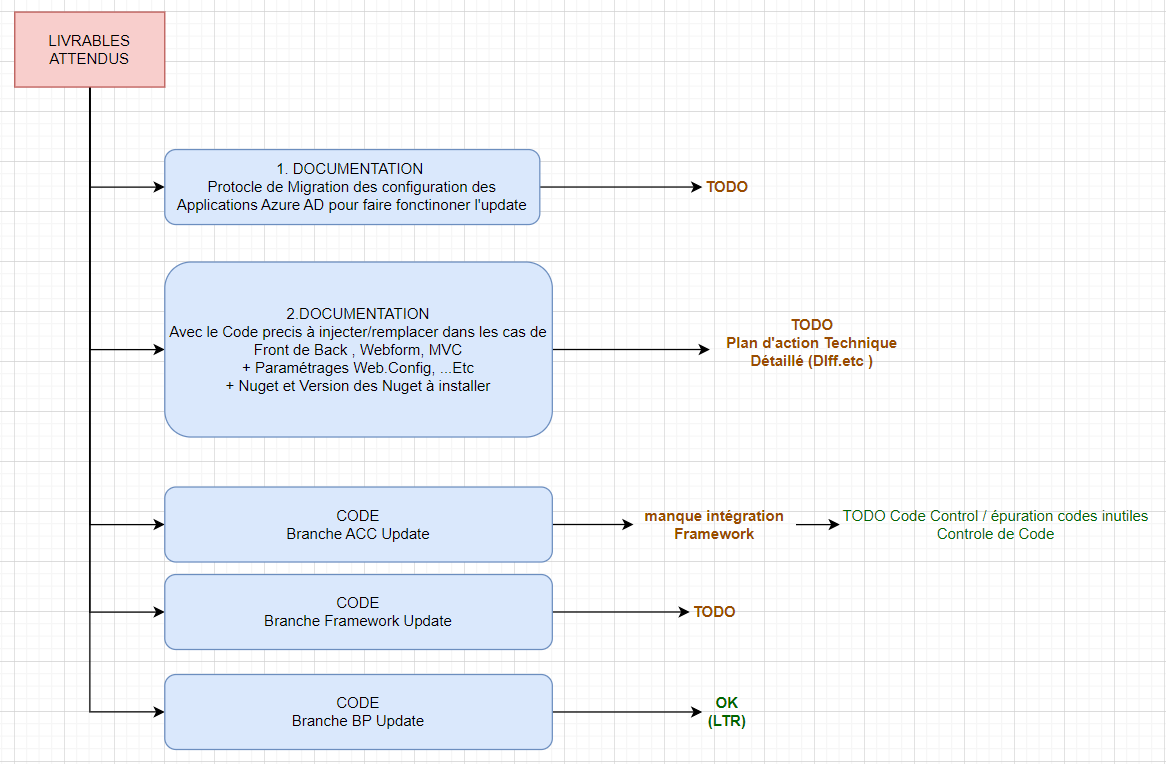 LIVRABLES
ATTENDUS
1. DOCUMENTATION
Protocle de Migration des configuration des
Applications Azure AD pour faire fonctinoner l'update
TODO
2.DOCUMENTATION
Avec le Code precis à injecter/remplacer dans les cas de
Front de Back , Webform, MVC
+ Paramétrages Web.Config, ...Etc
+ Nuget et Version des Nuget à installer
TODO
Plan d'action Technique
Détaillé (DIff.etc )
CODE
Branche ACC Update
manque intégration
Framework
TODO Code Control / épuration codes inutiles
Controle de Code
CODE
Branche Framework Update
TODO
CODE
Branche BP Update
OK
(LTR)